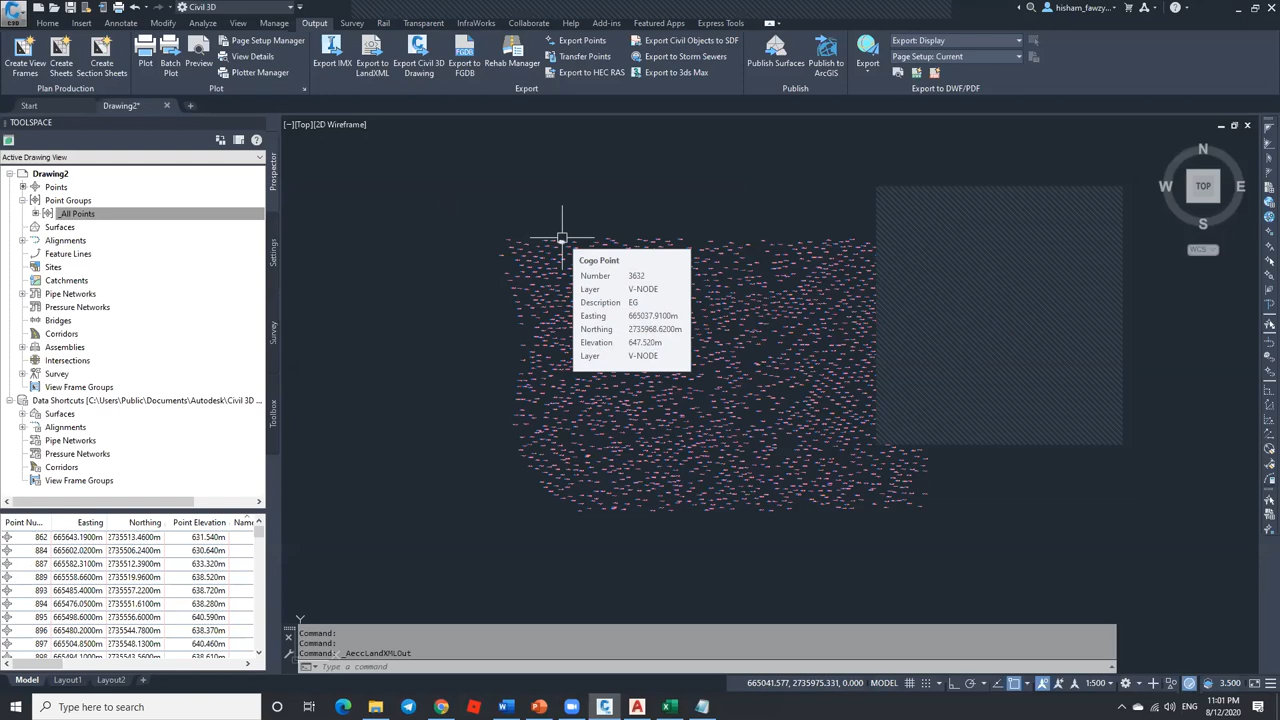 C3D Civil 3D hisham_fawzy...
Home Insert Annotate Modify Analyze View Manage Output Survey Rail Transparent InfraWorks Collaborate Help Add-ins Featured Apps Express Tools
Create View Frames
Create Sheets
Create Section Sheets
Plot
Batch Plot
Preview
Page Setup Manager
View Details
Plotter Manager
Export IMX
Export to LandXML
Export Civil 3D Drawing
Export to FGDB
Rehab Manager
Export Points
Transfer Points
Export to HEC RAS
Export Civil Objects to SDF
Export to Storm Sewers
Export to 3ds Max
Publish Surfaces
Publish to ArcGIS
Export
Export: Display
Page Setup: Current
Plan Production Plot Export Publish Export to DWF/PDF
Start Drawing2*
TOOLSPACE
Active Drawing View
Drawing2
Points
Point Groups
_All Points
Surfaces
Alignments
Feature Lines
Sites
Catchments
Pipe Networks
Pressure Networks
Bridges
Corridors
Assemblies
Intersections
Survey
View Frame Groups
Data Shortcuts [C:\Users\Public\Documents\Autodesk\Civil 3D ...
Surfaces
Alignments
Pipe Networks
Pressure Networks
Corridors
View Frame Groups
Prospector
Settings
Survey
Toolbox
Point Nu... Easting Northing Point Elevation Name
862 665643.1900m 2735513.4600m 631.540m
884 665602.0200m 2735506.2400m 630.640m
887 665582.3100m 2735512.3900m 633.320m
889 665558.6600m 2735519.9600m 638.520m
893 665485.4000m 2735557.2200m 638.720m
894 665476.0500m 2735551.6100m 638.280m
895 665498.6000m 2735556.6000m 640.590m
896 665480.2000m 2735544.7800m 638.370m
897 665504.8500m 2735548.1300m 640.460m
898 665494.1000m 2735543.5600m 638.610m
[−][Top][2D Wireframe]
N
W TOP E
S
WCS
Cogo Point
Number 3632
Layer V-NODE
Description EG
Easting 665037.9100m
Northing 2735968.6200m
Elevation 647.520m
Layer V-NODE
Y
Command:
Command:
Command: _AeccLandXMLOut
Type a command
Model Layout1 Layout2
665041.577, 2735975.331, 0.000 MODEL 1:500 3.500
Type here to search
11:01 PM
8/12/2020